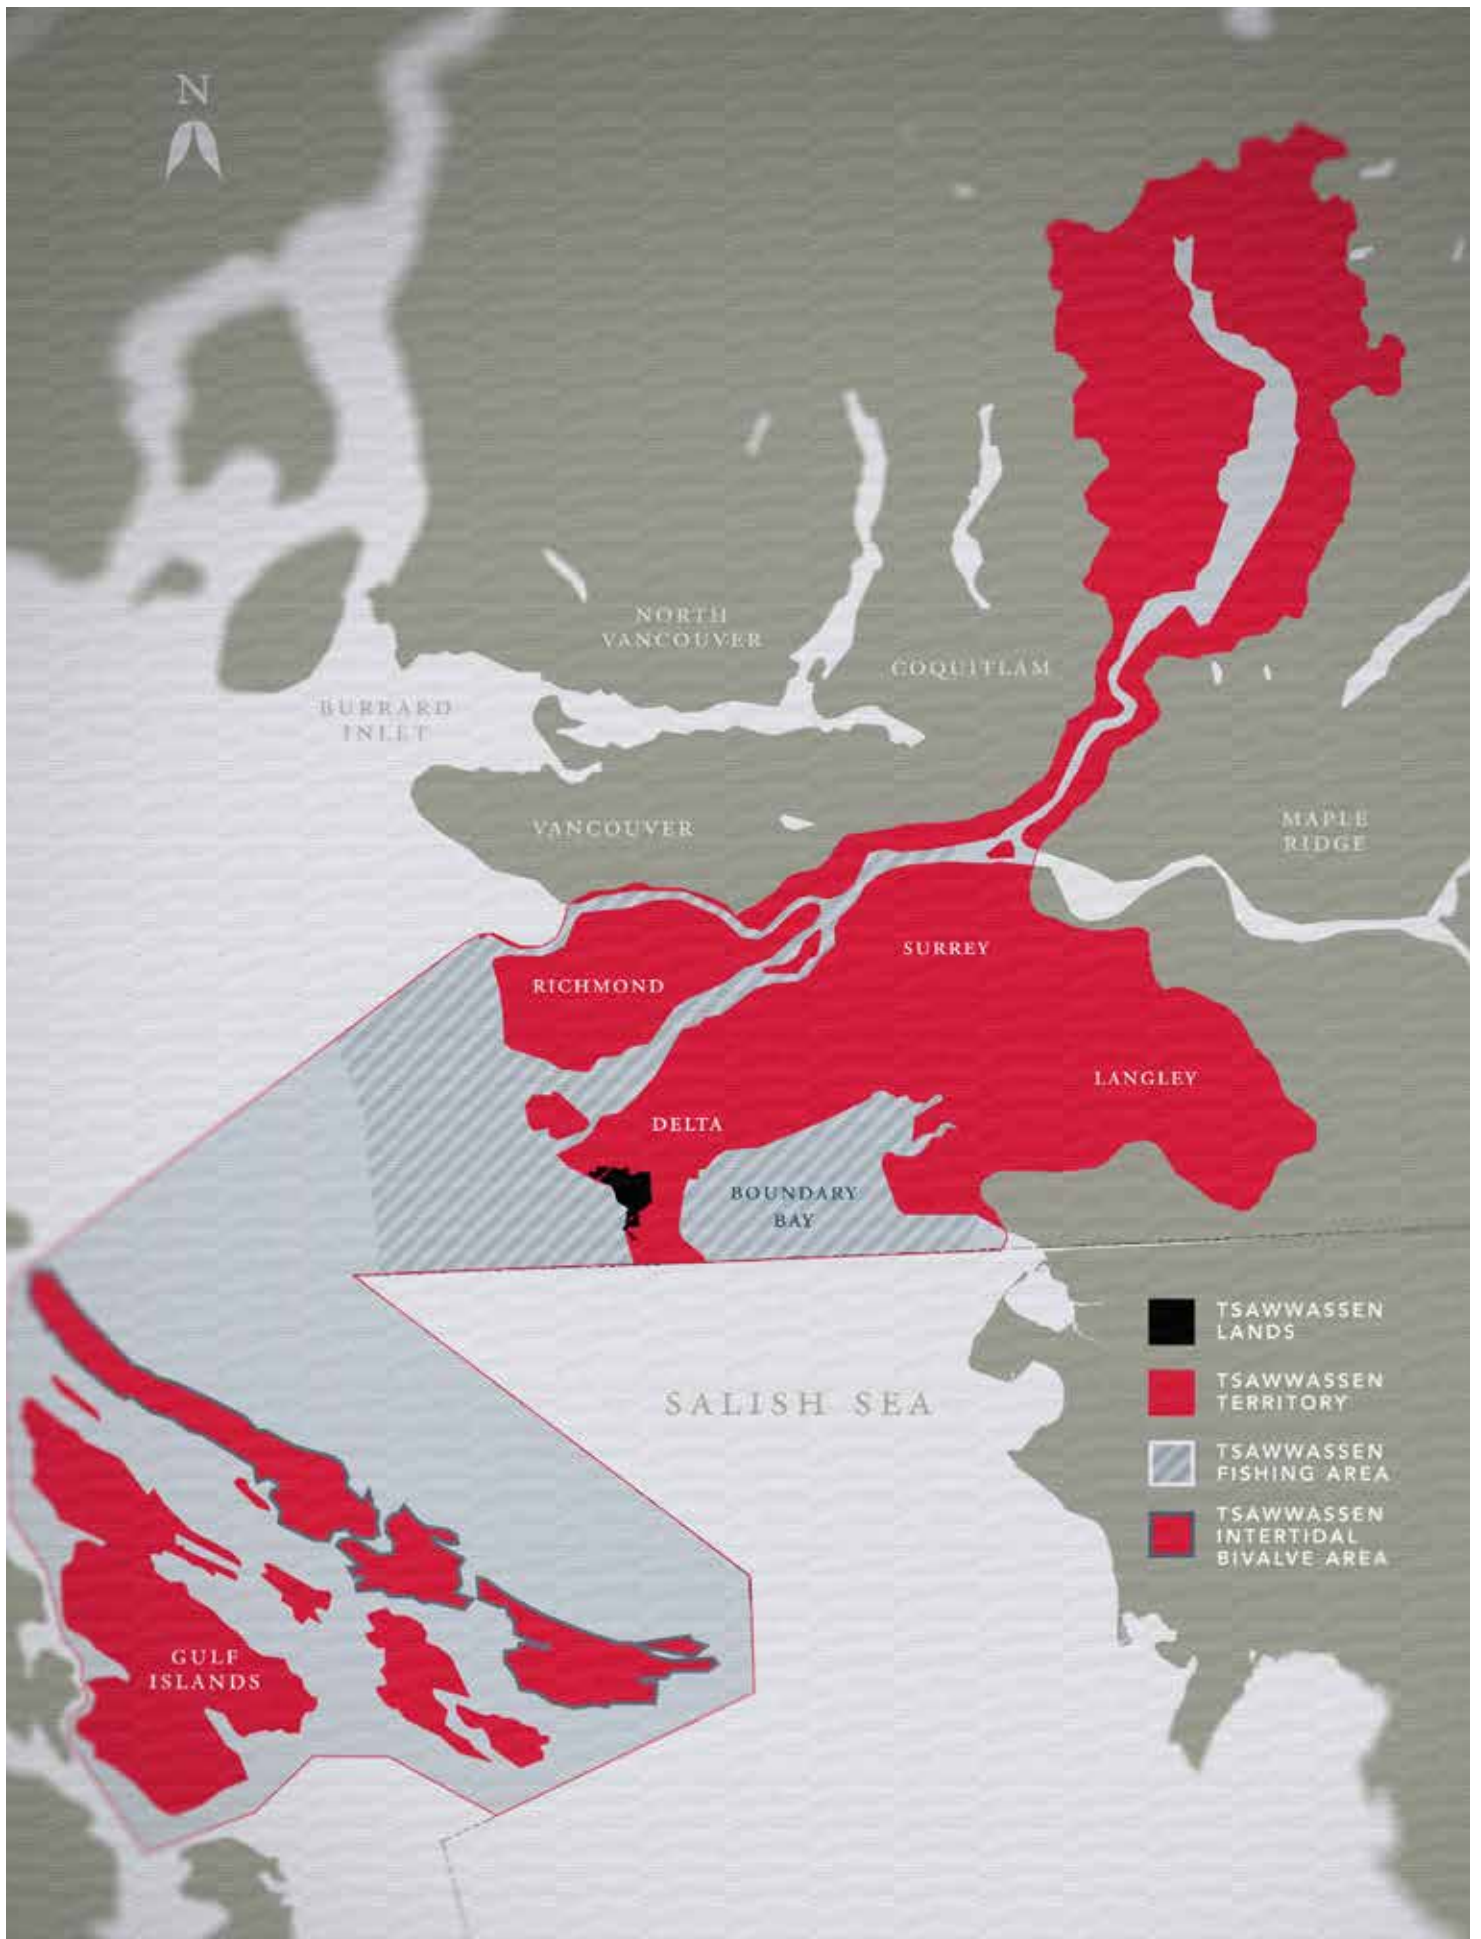 N
NORTH
VANCOUVER
COQUITLAM
BURRARD
INLET
VANCOUVER
MAPLE
RIDGE
SURREY
RICHMOND
LANGLEY
DELTA
BOUNDARY
BAY
SALISH SEA
GULF
ISLANDS
TSAWWASSEN
LANDS
TSAWWASSEN
TERRITORY
TSAWWASSEN
FISHING AREA
TSAWWASSEN
INTERTIDAL
BIVALVE AREA